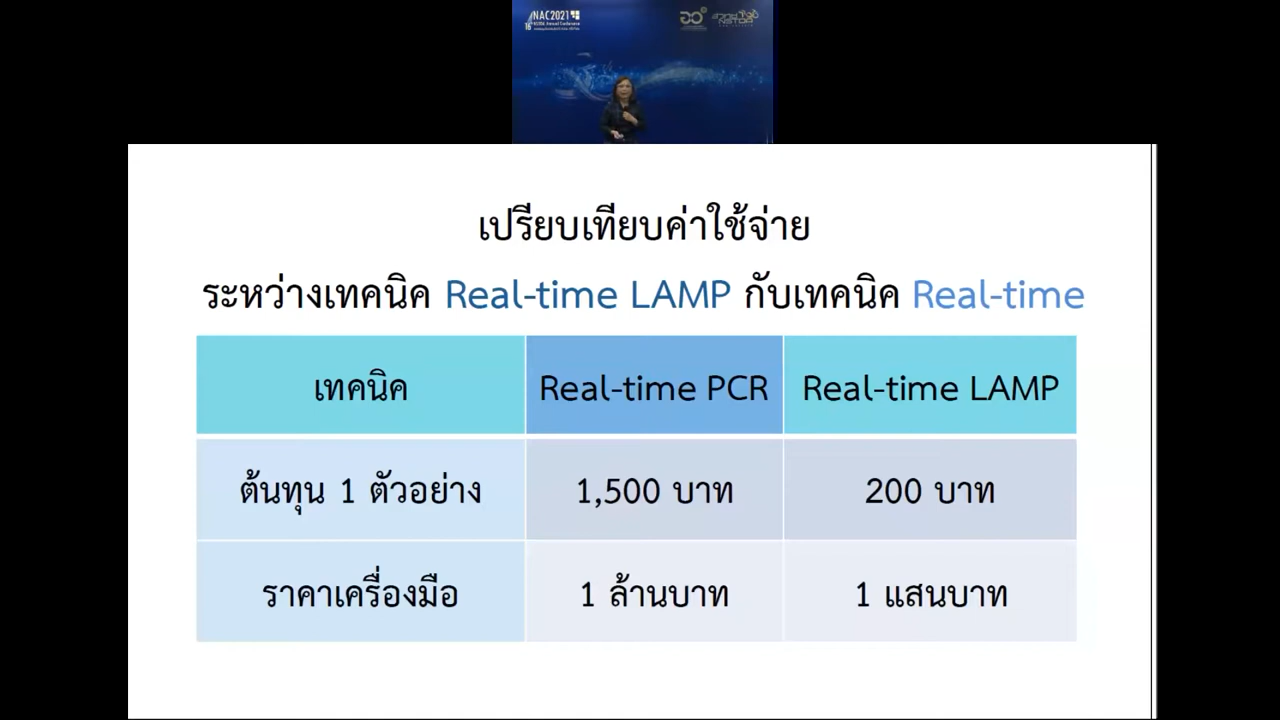 NAC2021
NSTDA Annual Conference
เปรียบเทียบค่าใช้จ่าย
ระหว่างเทคนิค Real-time LAMP กับเทคนิค Real-time
เทคนิค Real-time PCR Real-time LAMP
ต้นทุน 1 ตัวอย่าง 1,500 บาท 200 บาท
ราคาเครื่องมือ 1 ล้านบาท 1 แสนบาท